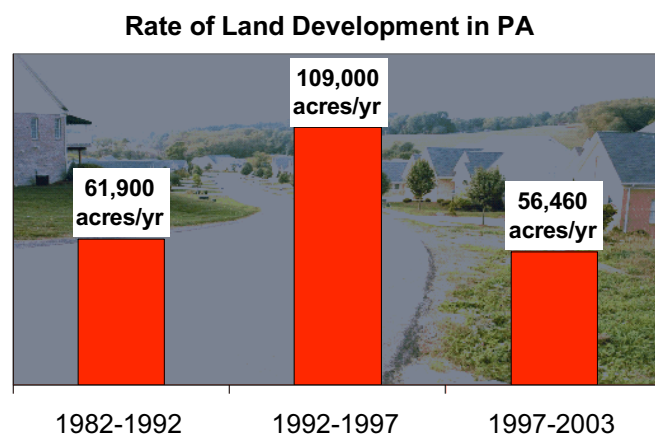 Rate of Land Development in PA
109,000
acres/yr
61,900
acres/yr
56,460
acres/yr
1982-1992
1992-1997
1997-2003